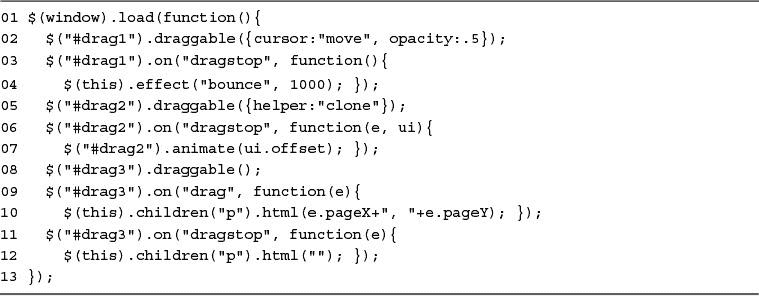 01 $(window).load(function(){
02   $("#drag1").draggable({cursor:"move", opacity:.5});
03   $("#drag1").on("dragstop", function(){
04     $(this).effect("bounce", 1000); });
05   $("#drag2").draggable({helper:"clone"});
06   $("#drag2").on("dragstop", function(e, ui){
07     $("#drag2").animate(ui.offset); });
08   $("#drag3").draggable();
09   $("#drag3").on("drag", function(e){
10     $(this).children("p").html(e.pageX+", "+e.pageY); });
11   $("#drag3").on("dragstop", function(e){
12     $(this).children("p").html(""); });
13 });